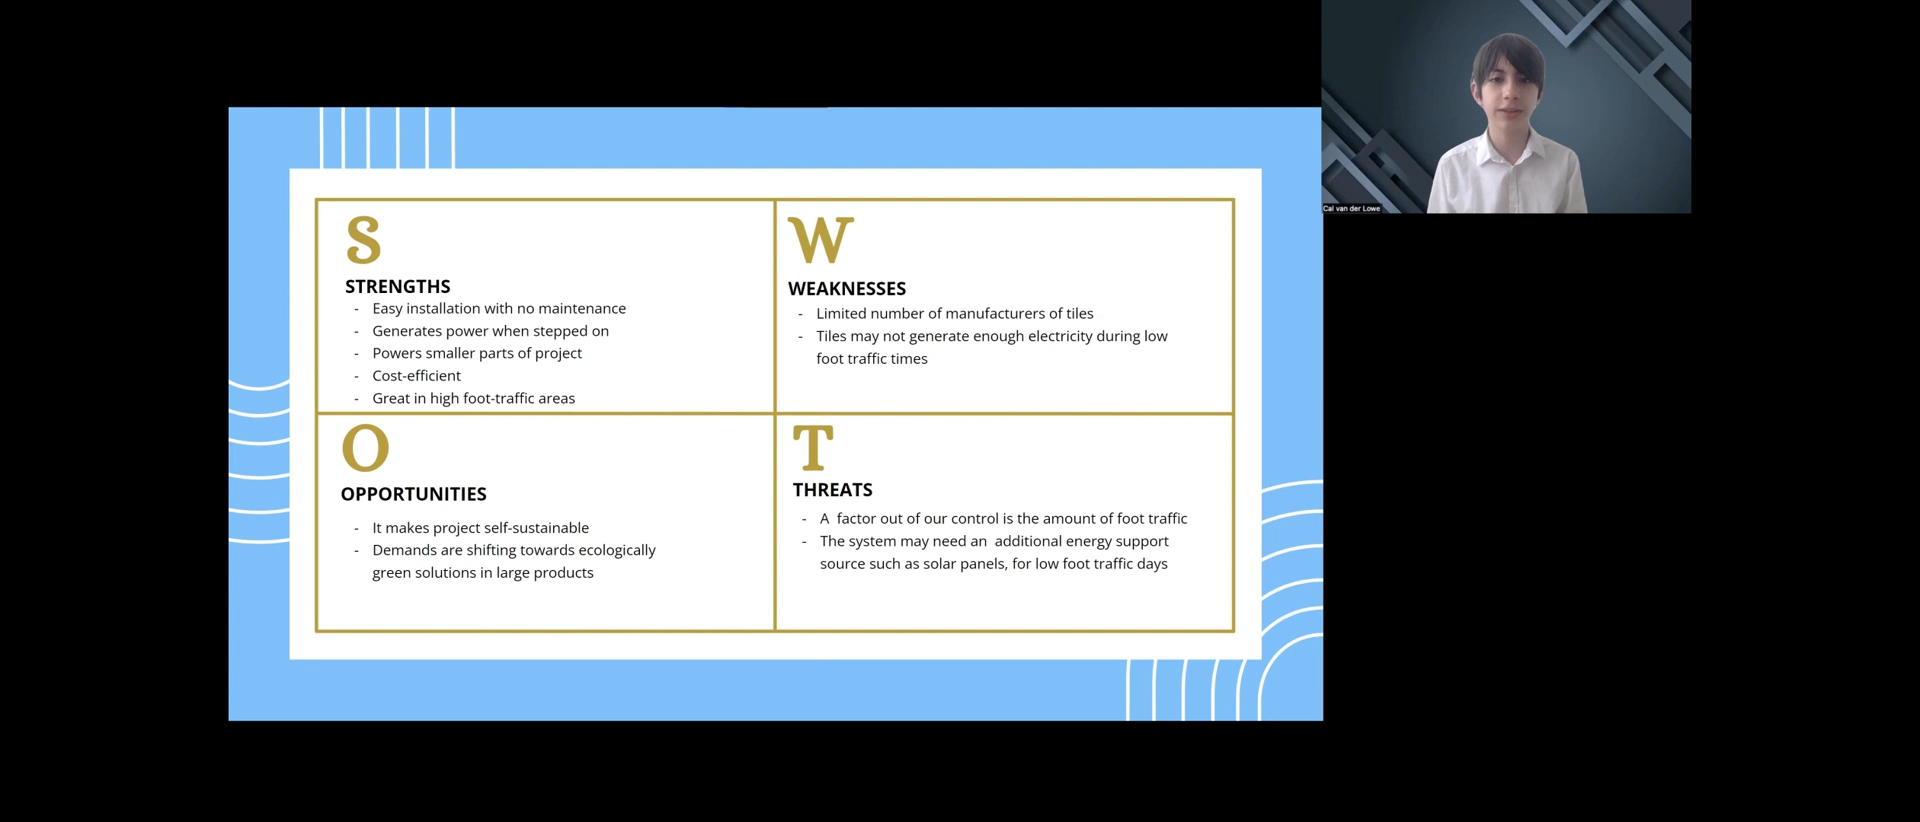 S
STRENGTHS
- Easy installation with no maintenance
- Generates power when stepped on
- Powers smaller parts of project
- Cost-efficient
- Great in high foot-traffic areas
W
WEAKNESSES
- Limited number of manufacturers of tiles
- Tiles may not generate enough electricity during low
foot traffic times
O
OPPORTUNITIES
- It makes project self-sustainable
- Demands are shifting towards ecologically
green solutions in large products
T
THREATS
- A  factor out of our control is the amount of foot traffic
- The system may need an  additional energy support
source such as solar panels, for low foot traffic days
Cal van der Lowe